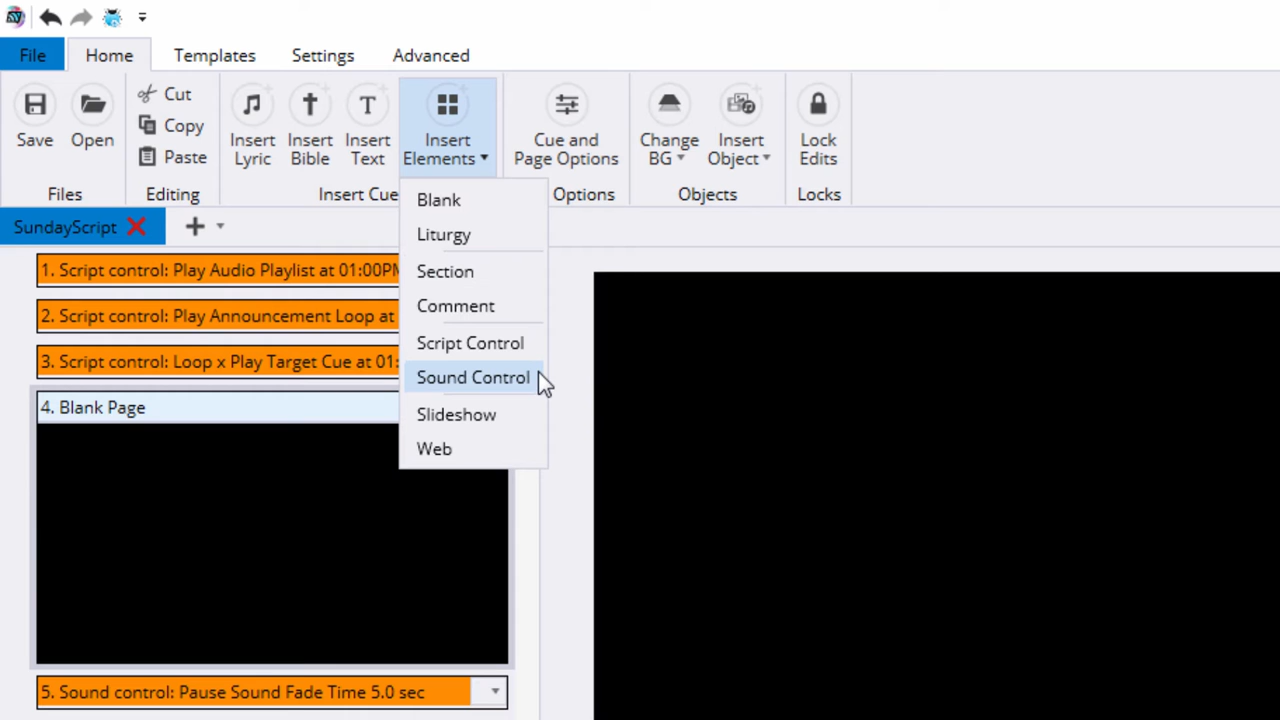 File Home Templates Settings Advanced
Save Open Cut Copy Paste Insert Lyric Insert Bible Insert Text Insert Elements Cue and Page Options Change BG Insert Object Lock Edits
Files Editing Insert Cue Options Objects Locks
SundayScript
Blank
Liturgy
Section
Comment
Script Control
Sound Control
Slideshow
Web
1. Script control: Play Audio Playlist at 01:00PM
2. Script control: Play Announcement Loop at
3. Script control: Loop x Play Target Cue at 01:
4. Blank Page
5. Sound control: Pause Sound Fade Time 5.0 sec